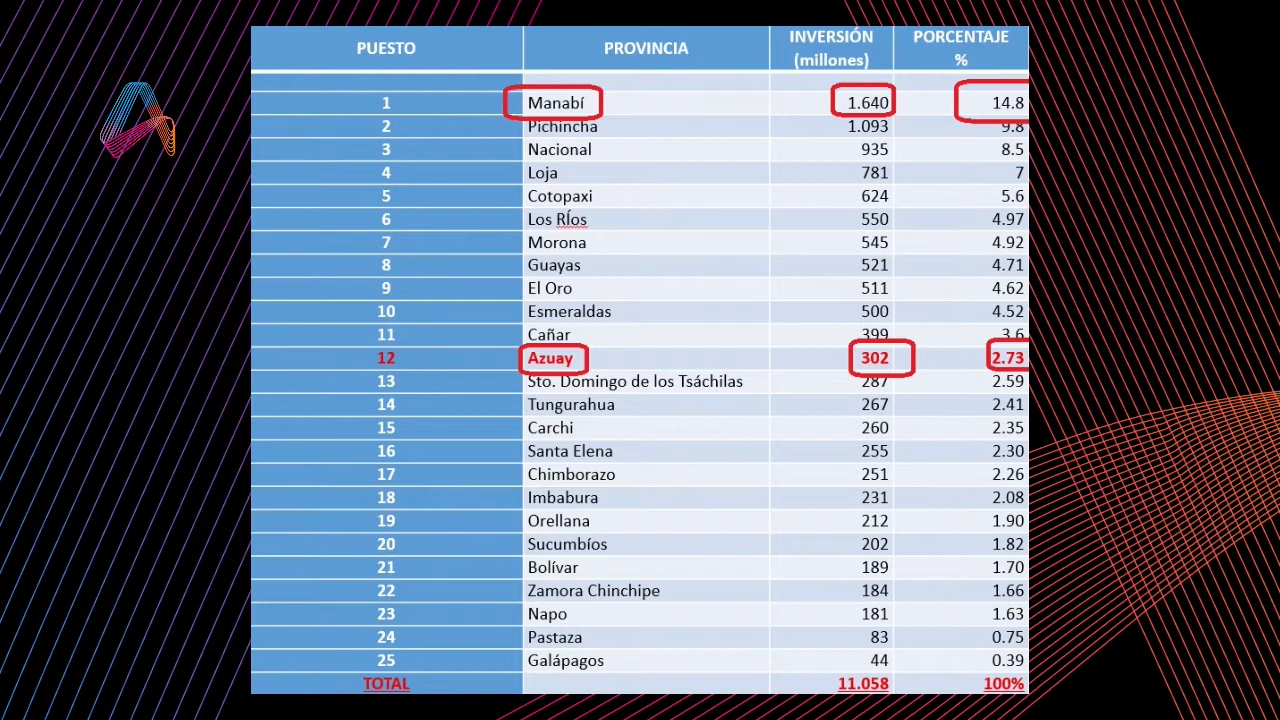 PUESTO PROVINCIA INVERSIÓN (millones) PORCENTAJE %
1 Manabí 1.640 14.8
2 Pichincha 1.093 9.8
3 Nacional 935 8.5
4 Loja 781 7
5 Cotopaxi 624 5.6
6 Los RÍos 550 4.97
7 Morona 545 4.92
8 Guayas 521 4.71
9 El Oro 511 4.62
10 Esmeraldas 500 4.52
11 Cañar 399 3.6
12 Azuay 302 2.73
13 Sto. Domingo de los Tsáchilas 287 2.59
14 Tungurahua 267 2.41
15 Carchi 260 2.35
16 Santa Elena 255 2.30
17 Chimborazo 251 2.26
18 Imbabura 231 2.08
19 Orellana 212 1.90
20 Sucumbíos 202 1.82
21 Bolívar 189 1.70
22 Zamora Chinchipe 184 1.66
23 Napo 181 1.63
24 Pastaza 83 0.75
25 Galápagos 44 0.39
TOTAL 11.058 100%